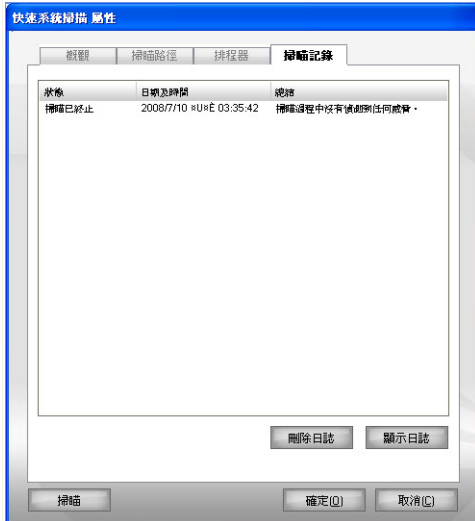 快速系統掃描 屬性
概觀 掃瞄路徑 排程器 掃瞄記錄
狀態 日期及時間 總結
掃瞄已終止 2008/7/10 ¤U¤È 03:35:42 掃瞄過程中沒有偵測到任何威脅。
刪除日誌 顯示日誌
掃瞄 確定(O) 取消(C)